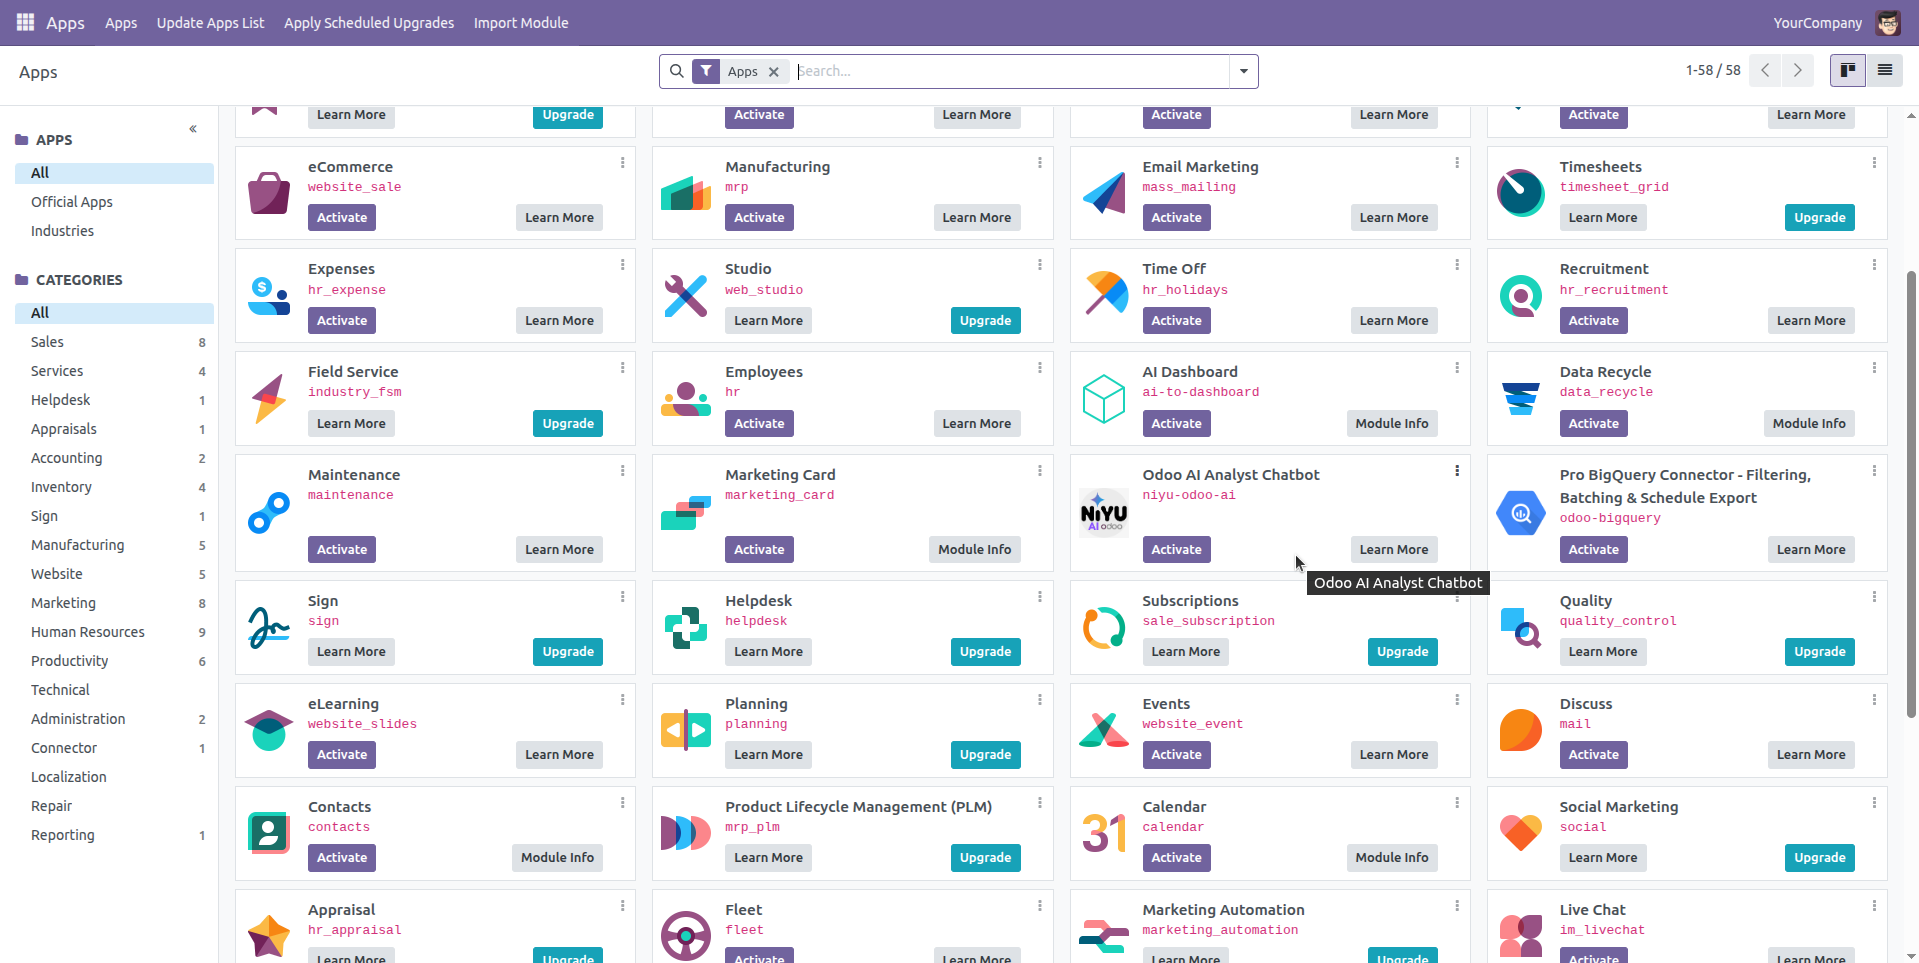 Apps Apps Update Apps List Apply Scheduled Upgrades Import Module YourCompany
Apps Apps Search... 1-58 / 58
APPS
All
Official Apps
Industries
CATEGORIES
All
Sales 8
Services 4
Helpdesk 1
Appraisals 1
Accounting 2
Inventory 4
Sign 1
Manufacturing 5
Website 5
Marketing 8
Human Resources 9
Productivity 6
Technical
Administration 2
Connector 1
Localization
Repair
Reporting 1
Learn More Upgrade Activate Learn More Activate Learn More Activate Learn More
eCommerce Manufacturing Email Marketing Timesheets
website_sale mrp mass_mailing timesheet_grid
Activate Learn More Activate Learn More Activate Learn More Learn More Upgrade
Expenses Studio Time Off Recruitment
$ hr_expense web_studio hr_holidays hr_recruitment
Activate Learn More Learn More Upgrade Activate Learn More Activate Learn More
Field Service Employees AI Dashboard Data Recycle
industry_fsm hr ai-to-dashboard data_recycle
Learn More Upgrade Activate Learn More Activate Module Info Activate Module Info
Maintenance Marketing Card Odoo AI Analyst Chatbot Pro BigQuery Connector - Filtering,
Batching & Schedule Export
maintenance marketing_card niyu-odoo-ai odoo-bigquery
NiYU
AI odoo
Activate Learn More Activate Module Info Activate Learn More Activate Learn More
Odoo AI Analyst Chatbot
Sign Helpdesk Subscriptions Quality
sign helpdesk sale_subscription quality_control
Learn More Upgrade Learn More Upgrade Learn More Upgrade Learn More Upgrade
eLearning Planning Events Discuss
website_slides planning website_event mail
Activate Learn More Learn More Upgrade Activate Learn More Activate Learn More
Contacts Product Lifecycle Management (PLM) Calendar Social Marketing
contacts mrp_plm 31 calendar social
Activate Module Info Learn More Upgrade Activate Module Info Learn More Upgrade
Appraisal Fleet Marketing Automation Live Chat
hr_appraisal fleet marketing_automation im_livechat
Learn More Upgrade Activate Learn More Learn More Upgrade Activate Learn More